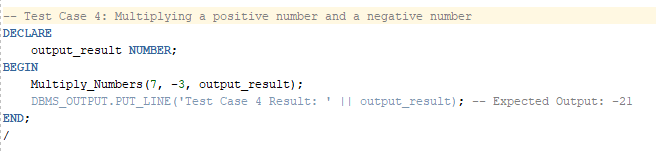 -- Test Case 4: Multiplying a positive number and a negative number
DECLARE
    output_result NUMBER;
BEGIN
    Multiply_Numbers(7, -3, output_result);
    DBMS_OUTPUT.PUT_LINE('Test Case 4 Result: ' || output_result); -- Expected Output: -21
END;
/